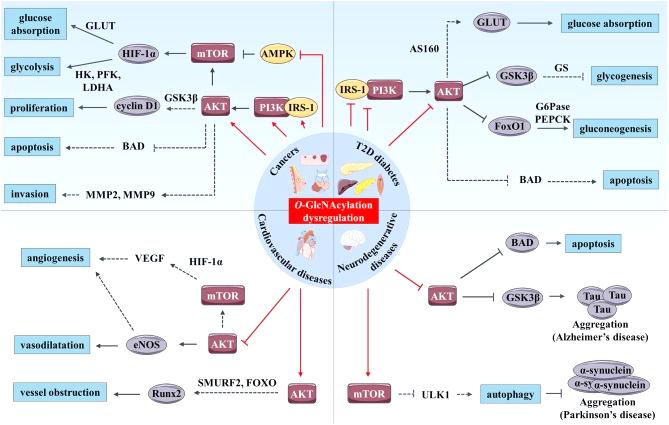 glucose
absorption
GLUT
glycolysis
HIF-1α
mTOR
AMPK
HK, PFK,
LDHA
proliferation
cyclin D1
GSK3β
AKT
PI3K
IRS-1
apoptosis
BAD
invasion
MMP2, MMP9
Cancers
AS160
GLUT
glucose absorption
IRS-1
PI3K
AKT
GSK3β
GS
glycogenesis
FoxO1
G6Pase
PEPCK
gluconeogenesis
BAD
apoptosis
T2D diabetes
O-GlcNAcylation
dysregulation
Cardiovascular diseases
Neurodegenerative
diseases
angiogenesis
VEGF
HIF-1α
mTOR
vasodilatation
eNOS
AKT
vessel obstruction
Runx2
SMURF2, FOXO
AKT
BAD
apoptosis
AKT
GSK3β
Tau
Tau
Tau
Aggregation
(Alzheimer's disease)
mTOR
ULK1
autophagy
α-synuclein
α-sy
α-synuclein
Aggregation
(Parkinson's disease)